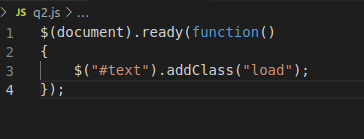 > JS q2.js > ...
1 $(document).ready(function()
2 {
3 $("#text").addClass("load");
4 });